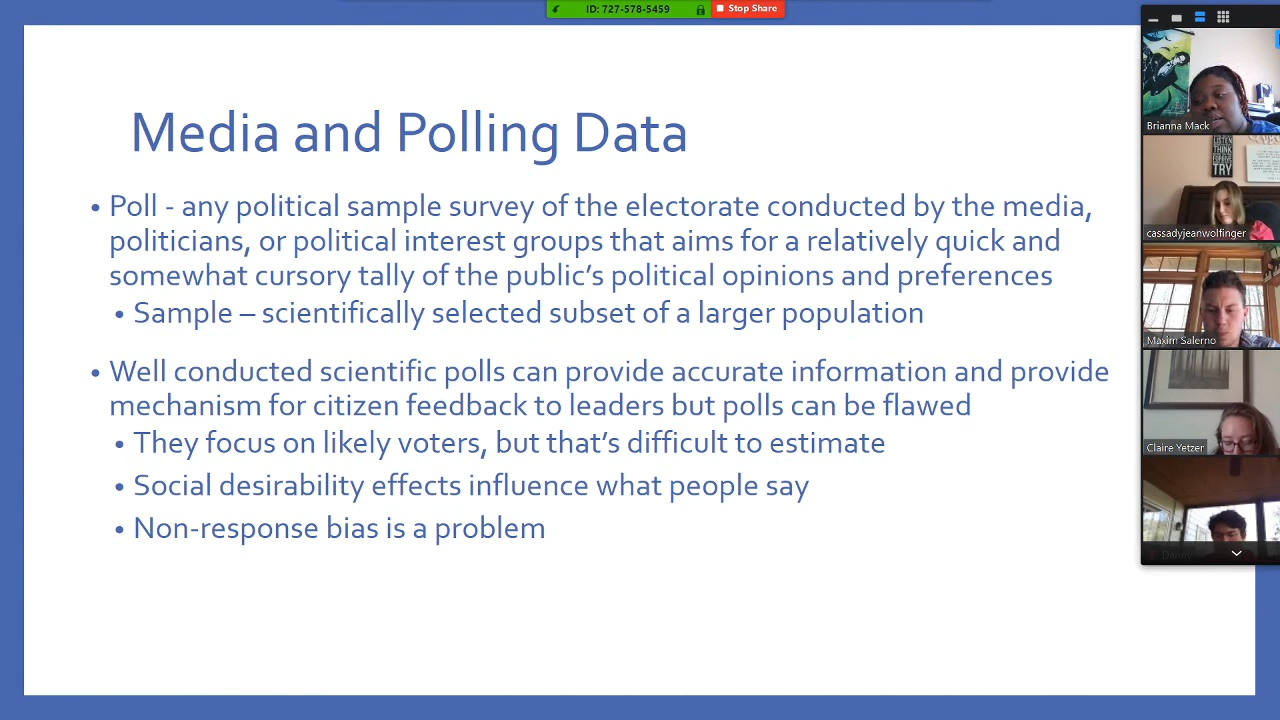 ID: 727-578-5459
Stop Share
Media and Polling Data
• Poll - any political sample survey of the electorate conducted by the media,
politicians, or political interest groups that aims for a relatively quick and
somewhat cursory tally of the public's political opinions and preferences
• Sample – scientifically selected subset of a larger population
• Well conducted scientific polls can provide accurate information and provide
mechanism for citizen feedback to leaders but polls can be flawed
• They focus on likely voters, but that's difficult to estimate
• Social desirability effects influence what people say
• Non-response bias is a problem
Brianna Mack
LISTEN
THINK
FORGIVE
TRY
cassadyjeanwolfinger
Maxim Salerno
Claire Yetzer
Danny